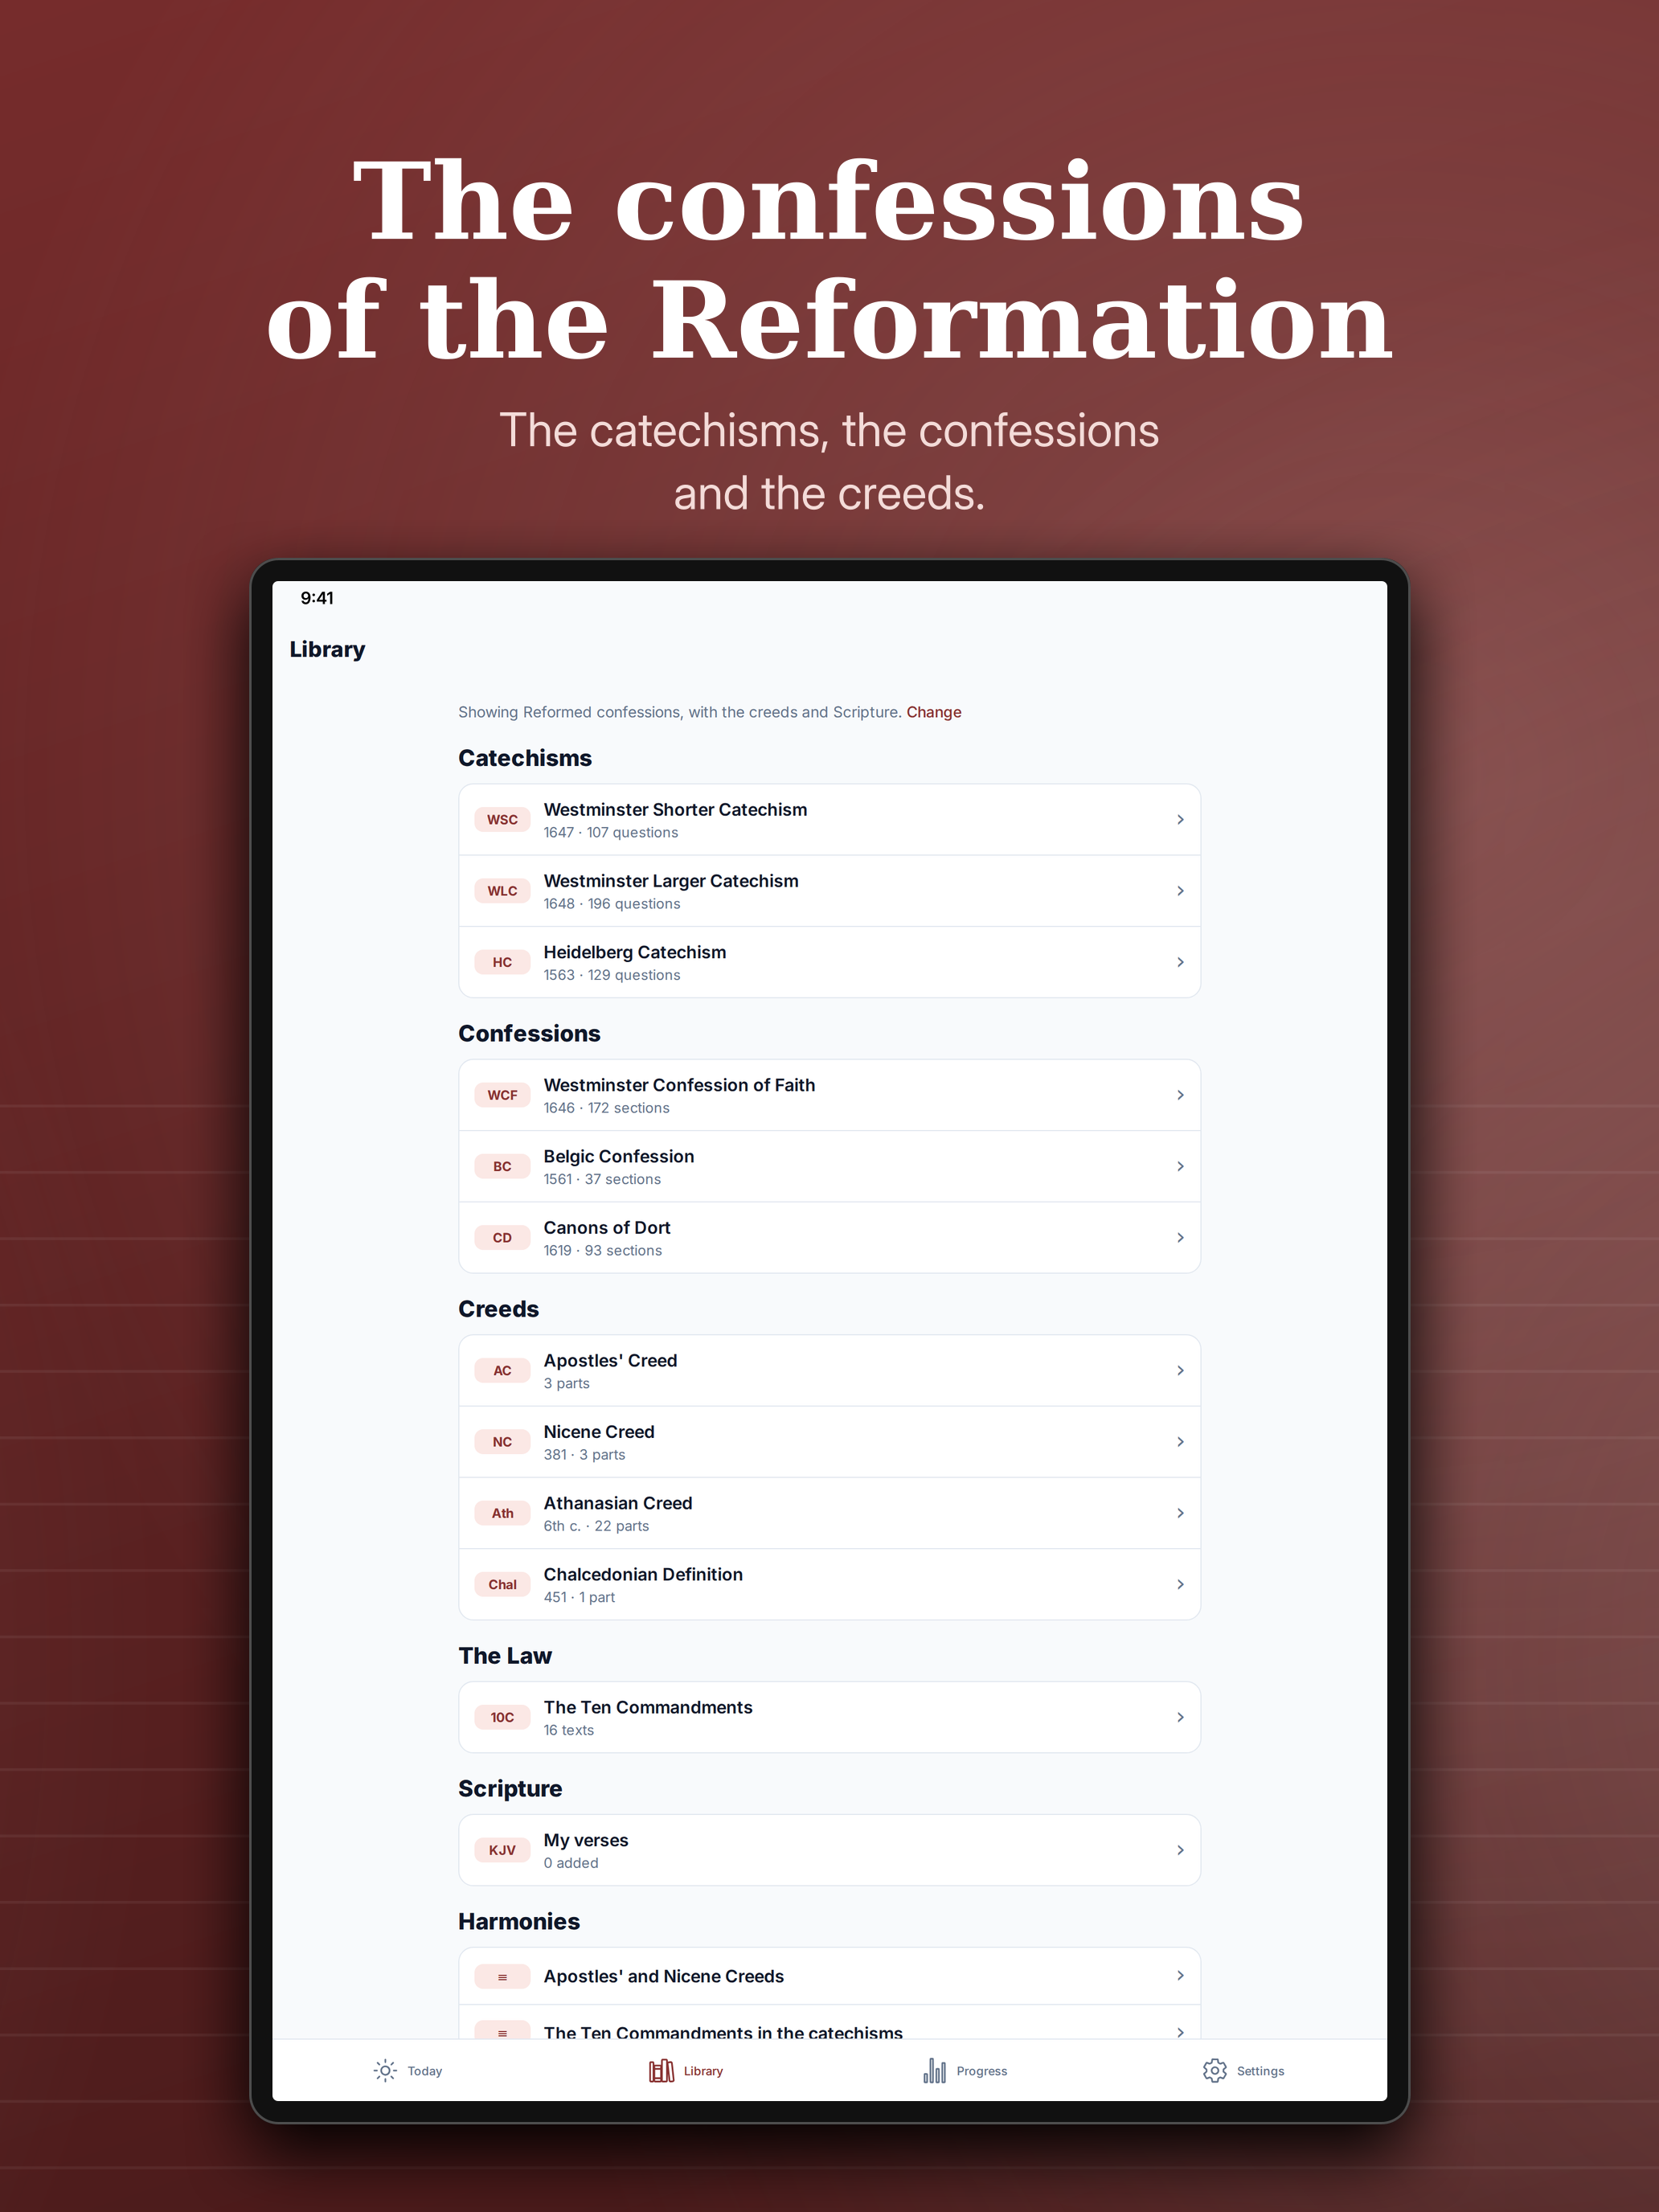 The confessions
of the Reformation
The catechisms, the confessions
and the creeds.
9:41
Library
Showing Reformed confessions, with the creeds and Scripture. Change
Catechisms
WSC
Westminster Shorter Catechism
1647 · 107 questions
WLC
Westminster Larger Catechism
1648 · 196 questions
HC
Heidelberg Catechism
1563 · 129 questions
Confessions
WCF
Westminster Confession of Faith
1646 · 172 sections
BC
Belgic Confession
1561 · 37 sections
CD
Canons of Dort
1619 · 93 sections
Creeds
AC
Apostles' Creed
3 parts
NC
Nicene Creed
381 · 3 parts
Ath
Athanasian Creed
6th c. · 22 parts
Chal
Chalcedonian Definition
451 · 1 part
The Law
10C
The Ten Commandments
16 texts
Scripture
KJV
My verses
0 added
Harmonies
Apostles' and Nicene Creeds
The Ten Commandments in the catechisms
Today
Library
Progress
Settings